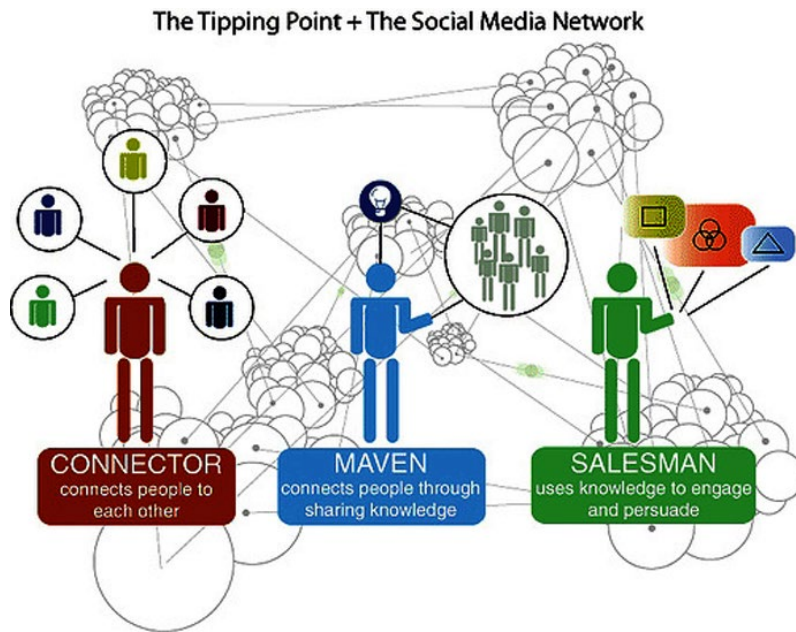 The Tipping Point + The Social Media Network
CONNECTOR
connects people to
each other
MAVEN
connects people through
sharing knowledge
SALESMAN
uses knowledge to engage
and persuade